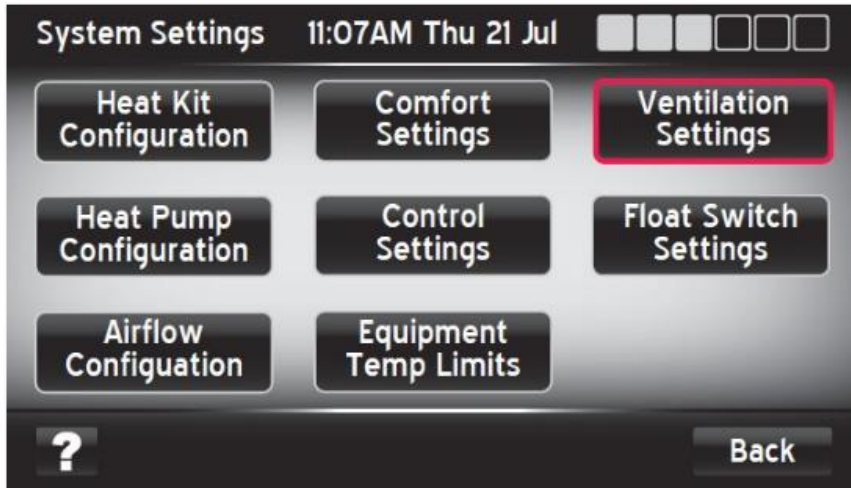 System Settings 11:07AM Thu 21 Jul
Heat Kit
Configuration
Comfort
Settings
Ventilation
Settings
Heat Pump
Configuration
Control
Settings
Float Switch
Settings
Airflow
Configuation
Equipment
Temp Limits
?
Back